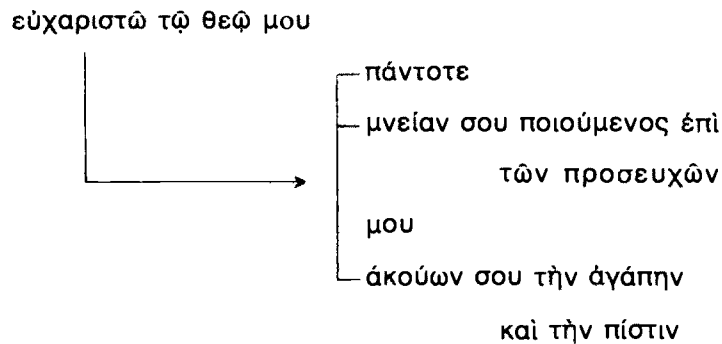 εὐχαριστῶ τῷ θεῷ μου
πάντοτε
μνείαν σου ποιούμενος ἐπὶ
τῶν προσευχῶν
μου
ἀκούων σου τὴν ἀγάπην
καὶ τὴν πίστιν